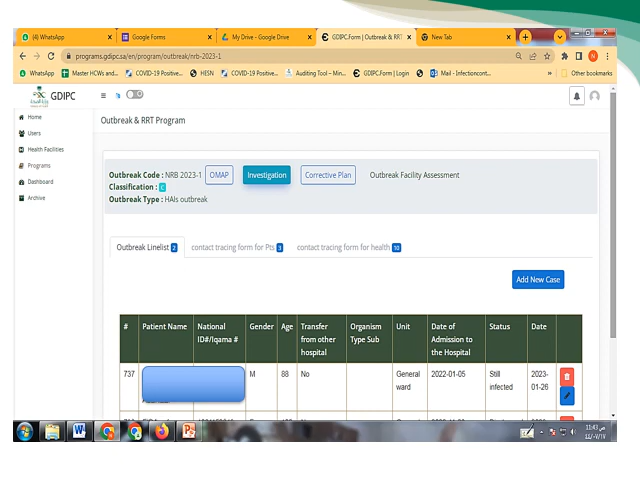 (4) WhatsApp
Google Forms
My Drive - Google Drive
GDIPC.Form | Outbreak & RRT
New Tab
programs.gdipc.sa/en/program/outbreak/nrb-2023-1
WhatsApp
Master HCWs and...
COVID-19 Positive...
HESN
COVID-19 Positive...
Auditing Tool – Min...
GDIPC.Form | Login
Mail - Infectioncont...
Other bookmarks
GDIPC
Home
Users
Health Facilities
Programs
Dashboard
Archive
Outbreak & RRT Program
Outbreak Code : NRB 2023-1 OMAP Investigation Corrective Plan Outbreak Facility Assessment
Classification : C
Outbreak Type : HAIs outbreak
Outbreak Linelist 2 contact tracing form for Pts 3 contact tracing form for health 10
Add New Case
# Patient Name National ID#/Iqama # Gender Age Transfer from other hospital Organism Type Sub Unit Date of Admission to the Hospital Status Date
737 M 88 No General ward 2022-01-05 Still infected 2023-01-26
11:43 ص